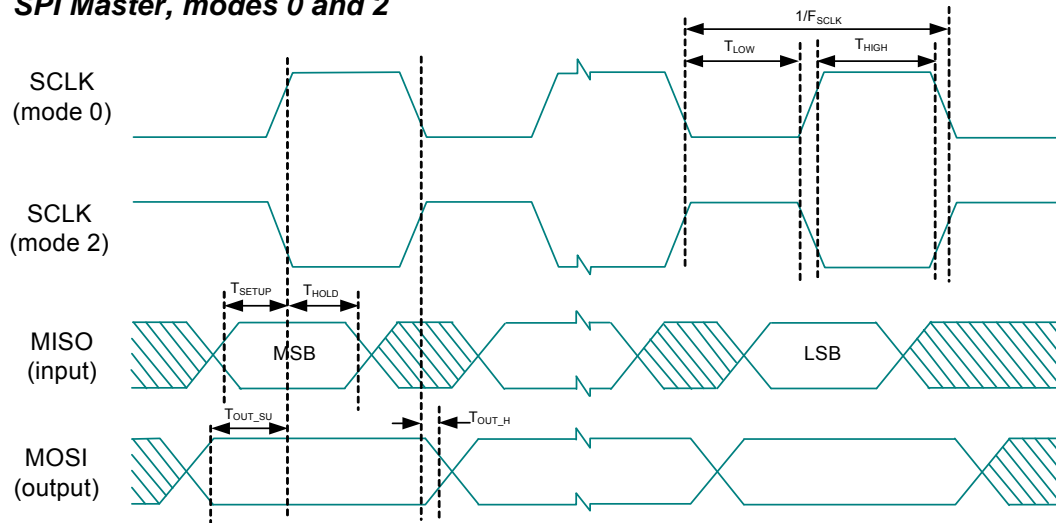 SPI Master, modes 0 and 2
1/FSCLK
TLOW
THIGH
SCLK
(mode 0)
SCLK
(mode 2)
TSETUP
THOLD
MISO
(input)
MSB
LSB
TOUT_SU
TOUT_H
MOSI
(output)